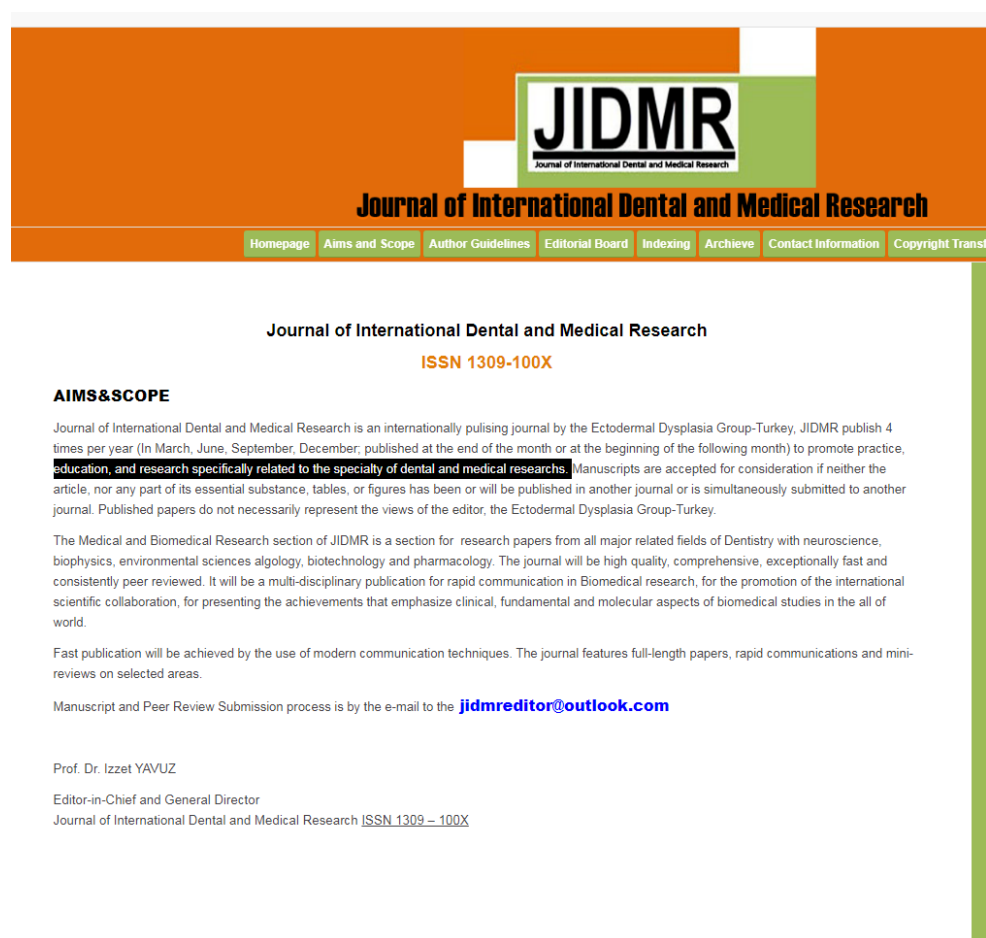 JIDMR
Journal of International Dental and Medical Research
Journal of International Dental and Medical Research
Homepage Aims and Scope Author Guidelines Editorial Board Indexing Archieve Contact Information Copyright Transf
Journal of International Dental and Medical Research
ISSN 1309-100X
AIMS&SCOPE
Journal of International Dental and Medical Research is an internationally pulising journal by the Ectodermal Dysplasia Group-Turkey, JIDMR publish 4
times per year (In March, June, September, December; published at the end of the month or at the beginning of the following month) to promote practice,
education, and research specifically related to the specialty of dental and medical researchs. Manuscripts are accepted for consideration if neither the
article, nor any part of its essential substance, tables, or figures has been or will be published in another journal or is simultaneously submitted to another
journal. Published papers do not necessarily represent the views of the editor, the Ectodermal Dysplasia Group-Turkey.
The Medical and Biomedical Research section of JIDMR is a section for research papers from all major related fields of Dentistry with neuroscience,
biophysics, environmental sciences algology, biotechnology and pharmacology. The journal will be high quality, comprehensive, exceptionally fast and
consistently peer reviewed. It will be a multi-disciplinary publication for rapid communication in Biomedical research, for the promotion of the international
scientific collaboration, for presenting the achievements that emphasize clinical, fundamental and molecular aspects of biomedical studies in the all of
world.
Fast publication will be achieved by the use of modern communication techniques. The journal features full-length papers, rapid communications and mini-
reviews on selected areas.
Manuscript and Peer Review Submission process is by the e-mail to the jidmreditor@outlook.com
Prof. Dr. Izzet YAVUZ
Editor-in-Chief and General Director
Journal of International Dental and Medical Research ISSN 1309 – 100X